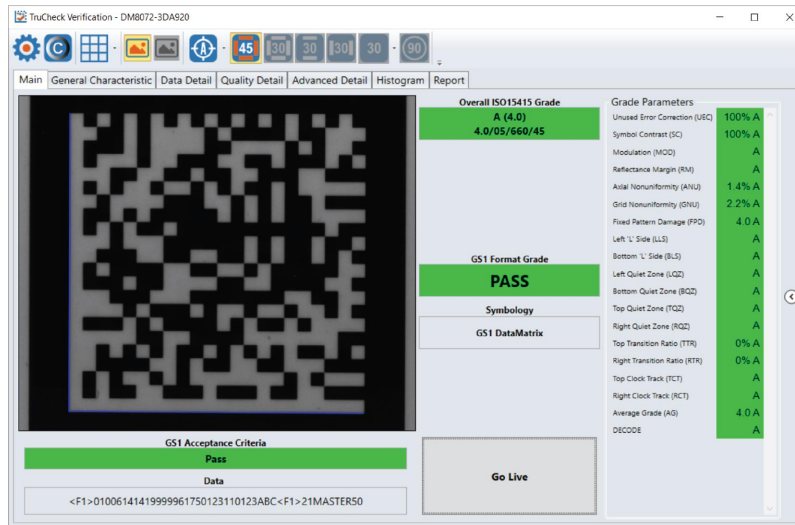 TruCheck Verification - DM8072-3DA920
45 30 30 30 30 90
Main General Characteristic Data Detail Quality Detail Advanced Detail Histogram Report
Overall ISO15415 Grade
A (4.0)
4.0/05/660/45
GS1 Format Grade
PASS
Symbology
GS1 DataMatrix
Grade Parameters
Unused Error Correction (UEC) 100% A
Symbol Contrast (SC) 100% A
Modulation (MOD) A
Reflectance Margin (RM) A
Axial Nonuniformity (ANU) 1.4% A
Grid Nonuniformity (GNU) 2.2% A
Fixed Pattern Damage (FPD) 4.0 A
Left 'L' Side (LLS) A
Bottom 'L' Side (BLS) A
Left Quiet Zone (LQZ) A
Bottom Quiet Zone (BQZ) A
Top Quiet Zone (TQZ) A
Right Quiet Zone (RQZ) A
Top Transition Ratio (TTR) 0% A
Right Transition Ratio (RTR) 0% A
Top Clock Track (TCT) A
Right Clock Track (RCT) A
Average Grade (AG) 4.0 A
DECODE A
GS1 Acceptance Criteria
Pass
Data
<F1>01006141419999961750123110123ABC<F1>21MASTER50
Go Live